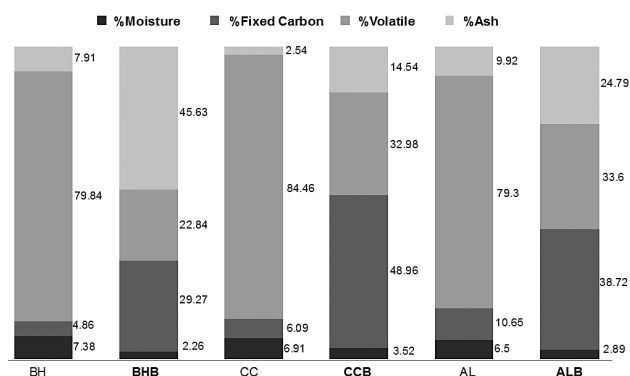 %Moisture %Fixed Carbon %Volatile %Ash
7.91 45.63 2.54 14.54 9.92 24.79
79.84 22.84 84.46 32.98 79.3 33.6
4.86 29.27 6.09 48.96 10.65 38.72
7.38 2.26 6.91 3.52 6.5 2.89
BH BHB CC CCB AL ALB